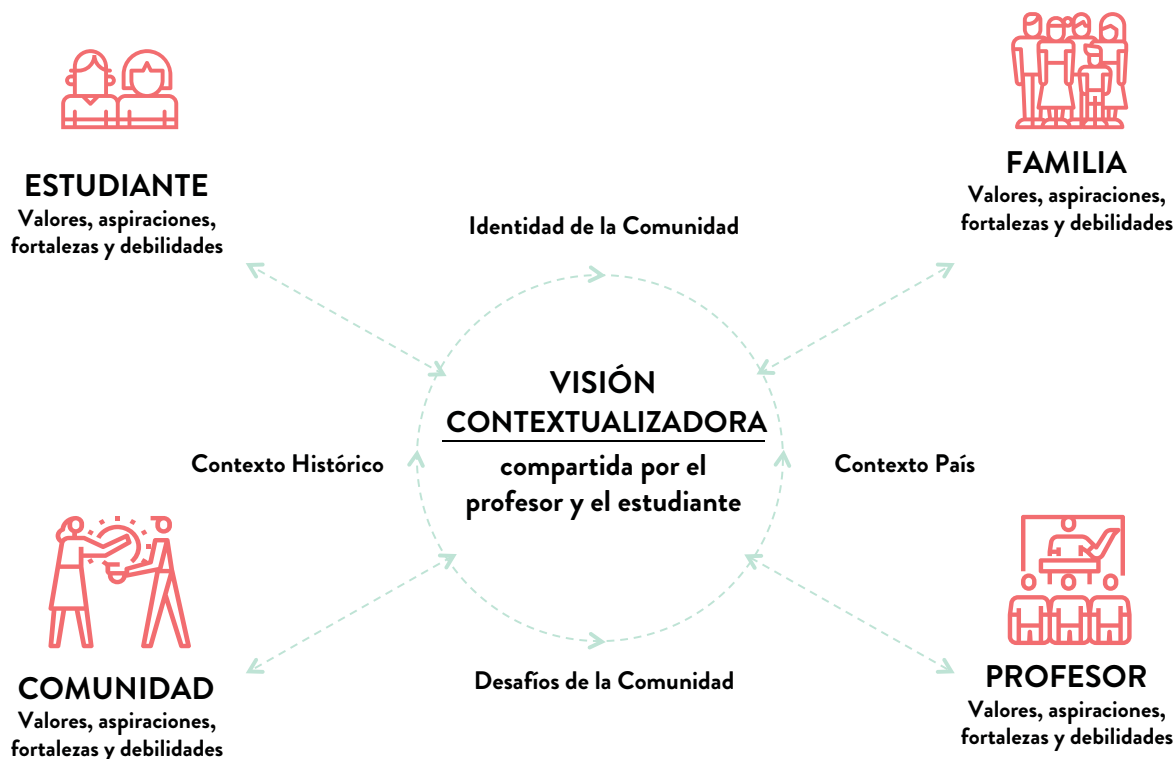 ESTUDIANTE
Valores, aspiraciones,
fortalezas y debilidades
FAMILIA
Valores, aspiraciones,
fortalezas y debilidades
Identidad de la Comunidad
VISIÓN
CONTEXTUALIZADORA
compartida por el
profesor y el estudiante
Contexto Histórico
Contexto País
COMUNIDAD
Valores, aspiraciones,
fortalezas y debilidades
Desafíos de la Comunidad
PROFESOR
Valores, aspiraciones,
fortalezas y debilidades